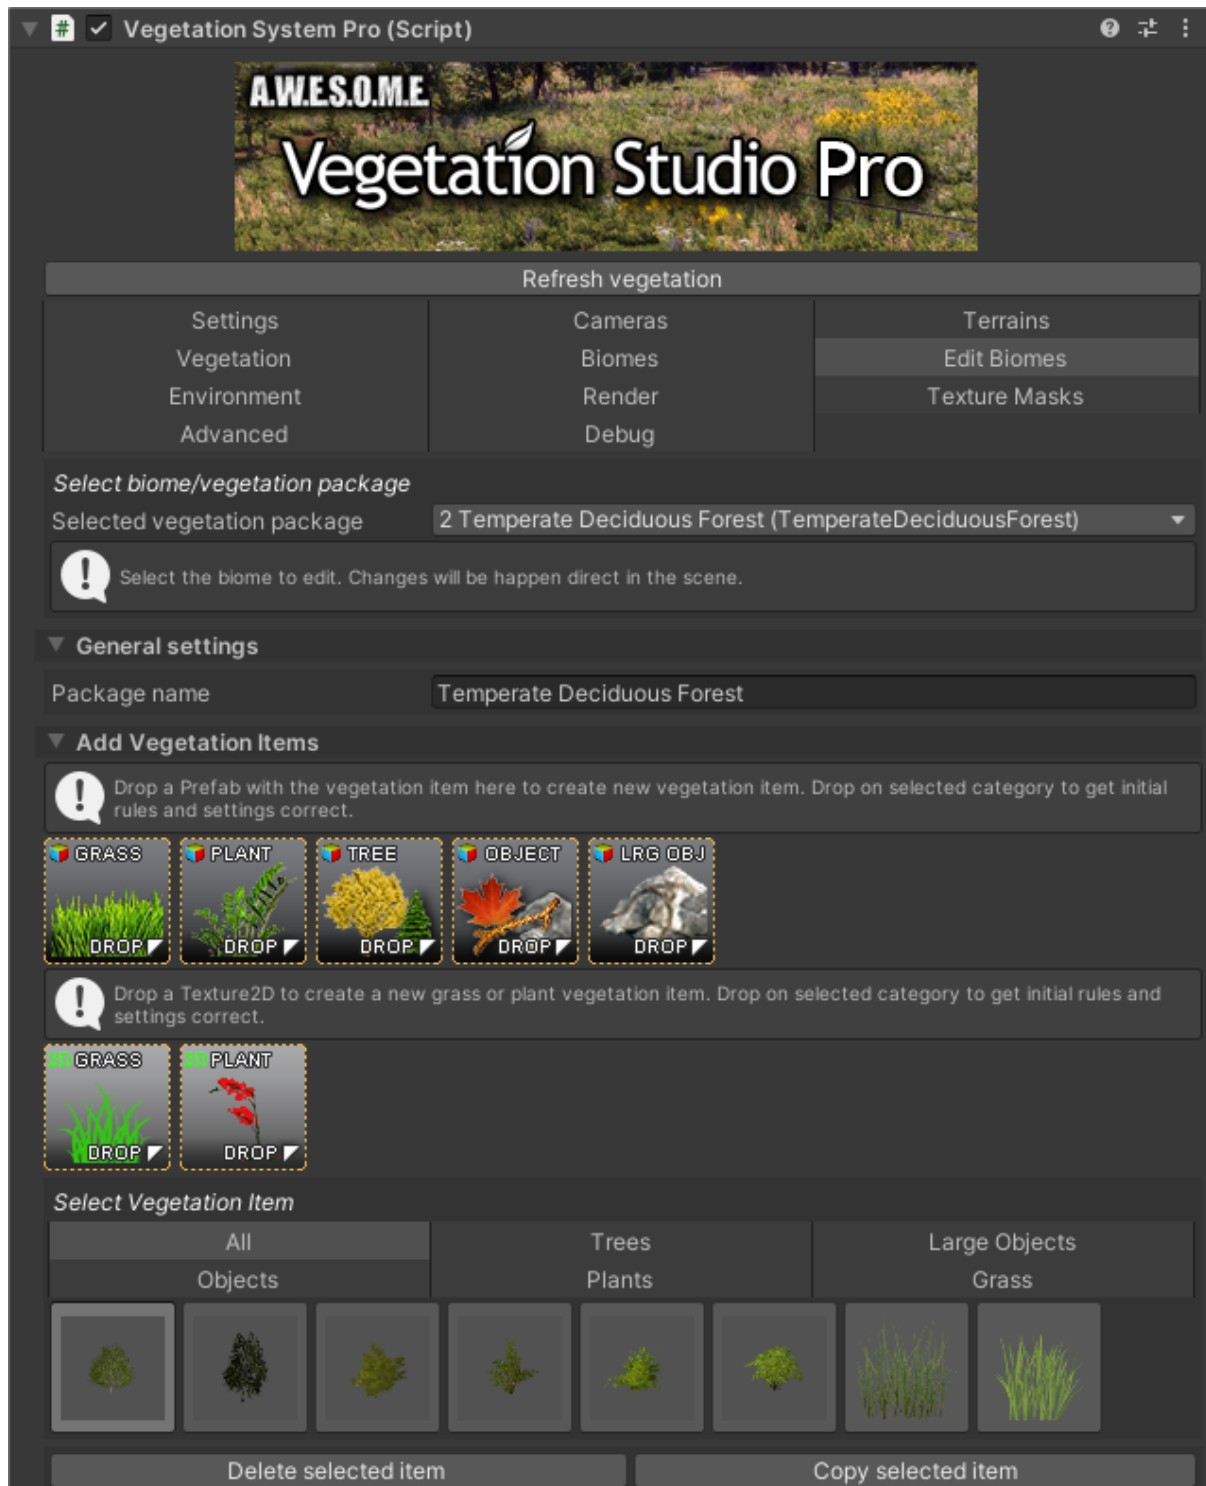 Vegetation System Pro (Script)
A.W.E.S.O.M.E.
Vegetation Studio Pro
Refresh vegetation
Settings Cameras Terrains
Vegetation Biomes Edit Biomes
Environment Render Texture Masks
Advanced Debug
Select biome/vegetation package
Selected vegetation package 2 Temperate Deciduous Forest (TemperateDeciduousForest)
Select the biome to edit. Changes will be happen direct in the scene.
General settings
Package name Temperate Deciduous Forest
Add Vegetation Items
Drop a Prefab with the vegetation item here to create new vegetation item. Drop on selected category to get initial
rules and settings correct.
GRASS PLANT TREE OBJECT LRG OBJ
DROP DROP DROP DROP DROP
Drop a Texture2D to create a new grass or plant vegetation item. Drop on selected category to get initial rules and
settings correct.
2D GRASS 2D PLANT
DROP DROP
Select Vegetation Item
All Trees Large Objects
Objects Plants Grass
Delete selected item Copy selected item